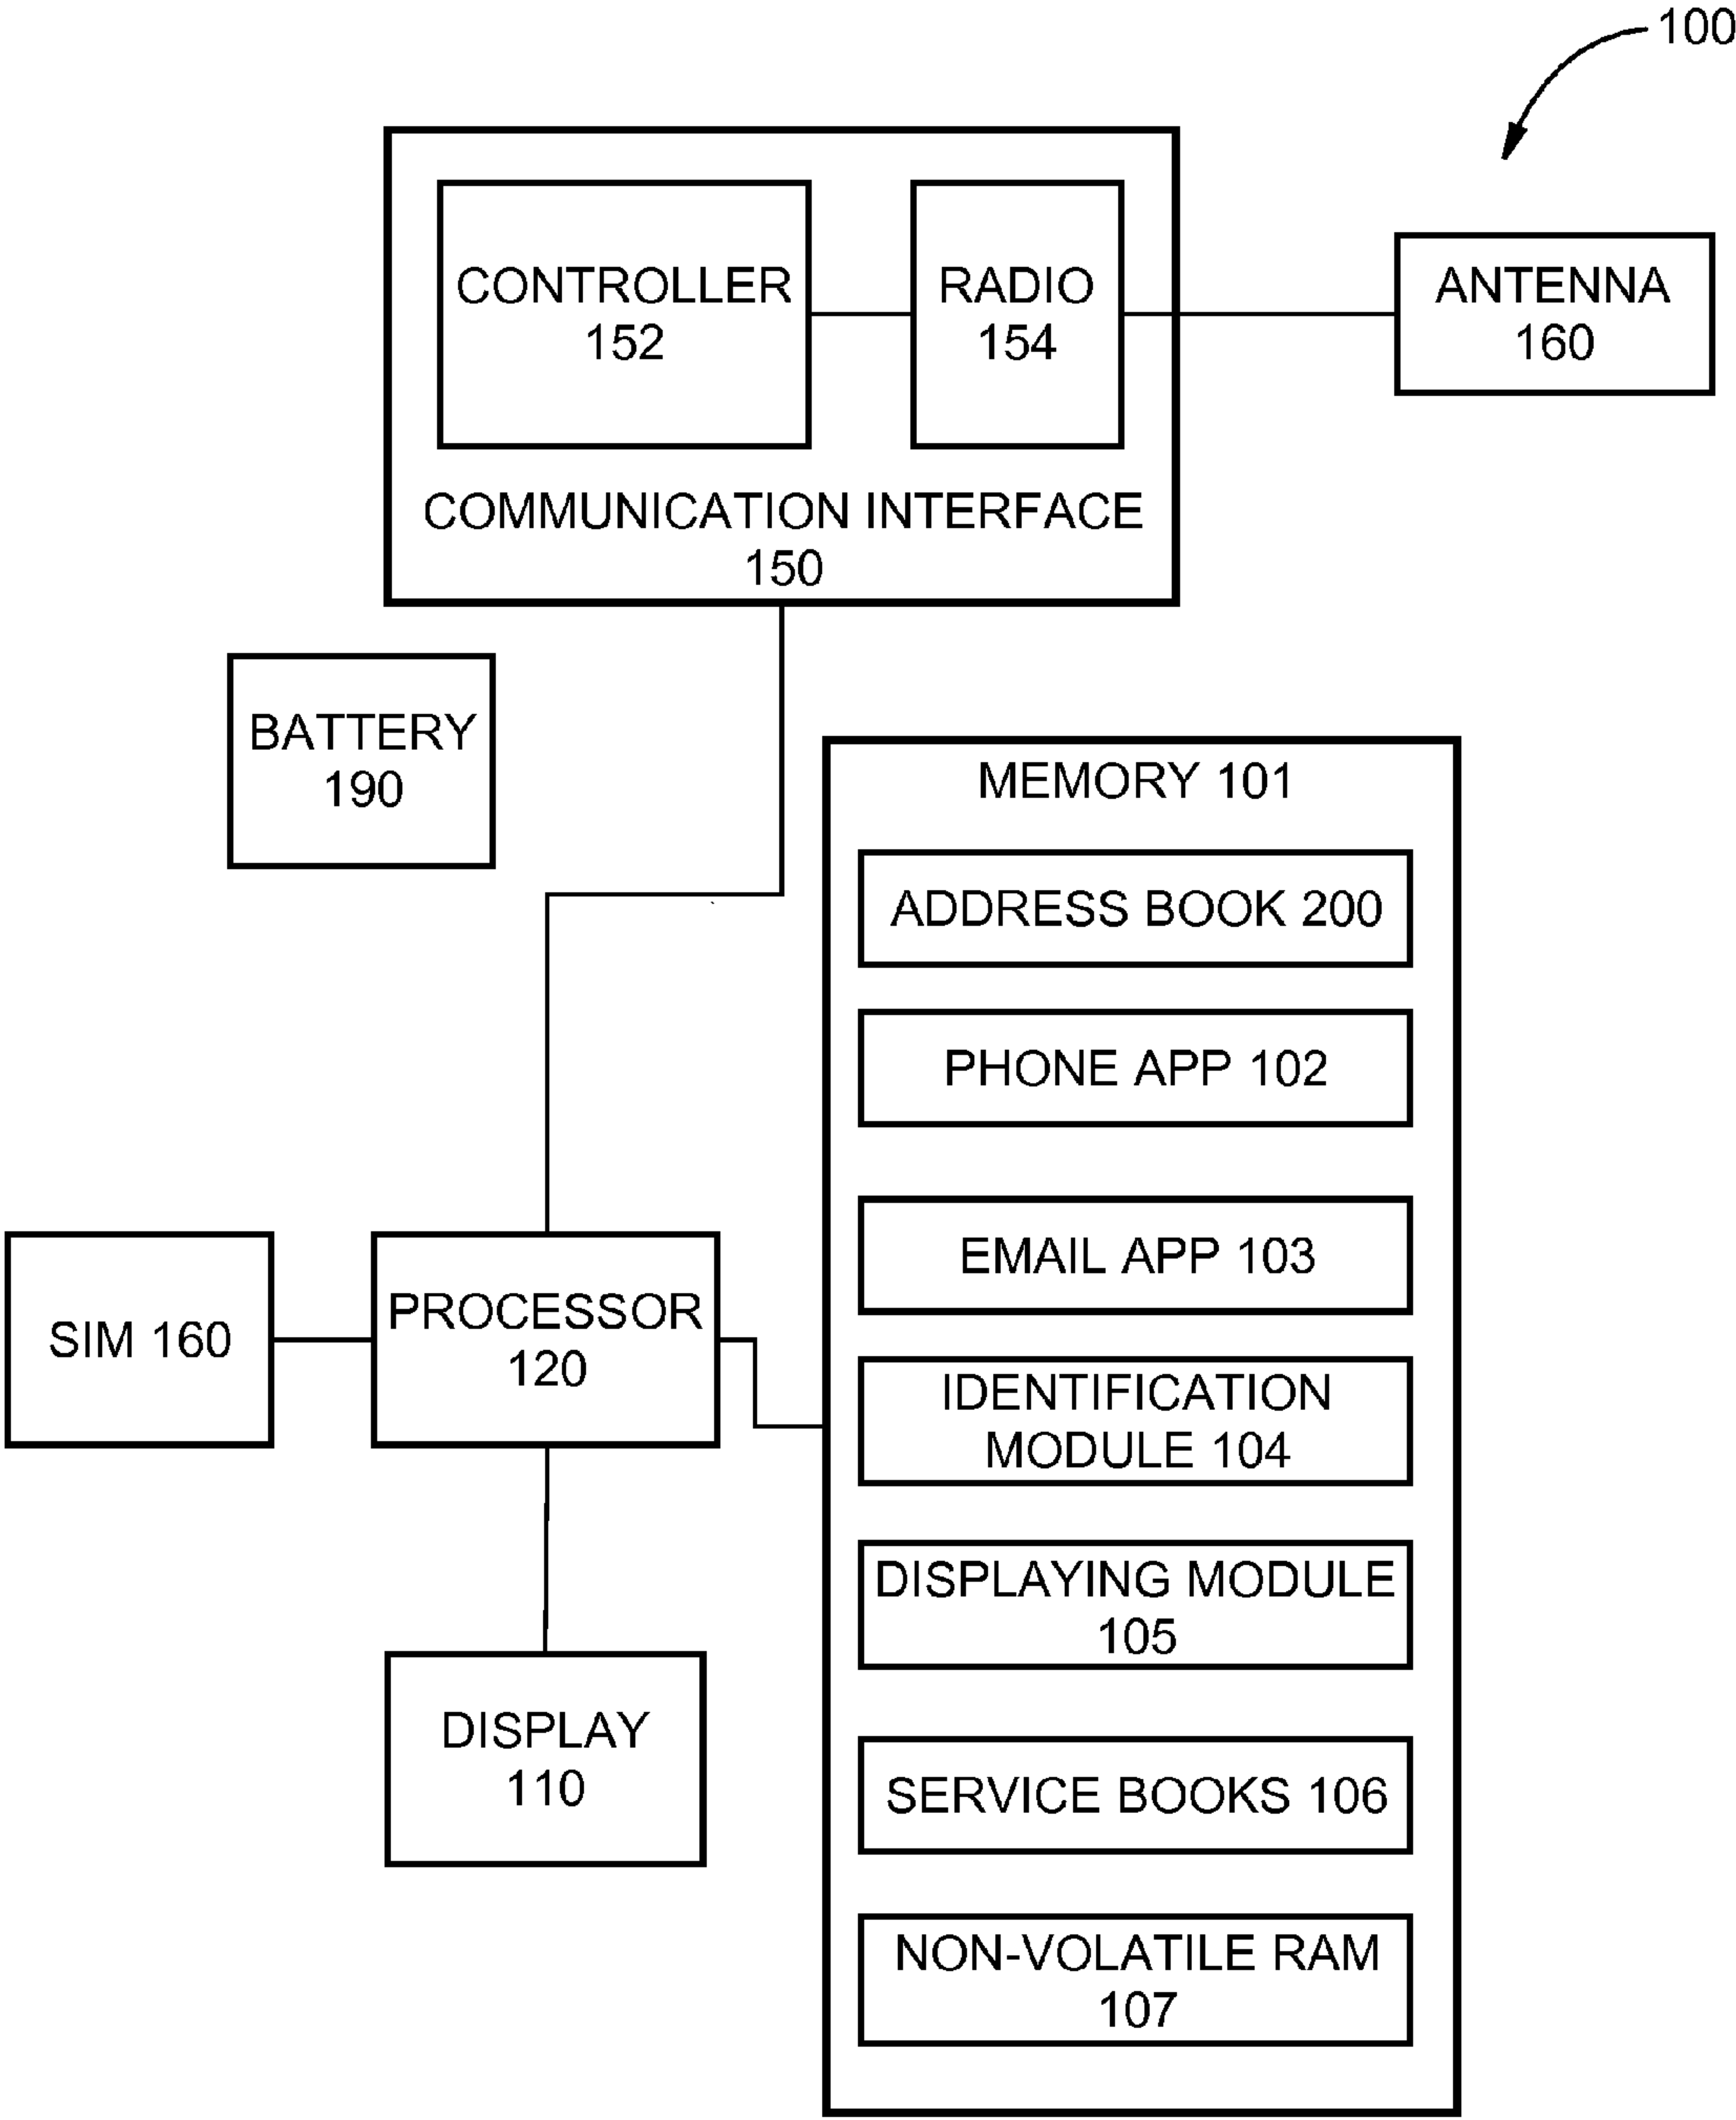 100
CONTROLLER
152
RADIO
154
ANTENNA
160
COMMUNICATION INTERFACE
150
BATTERY
190
MEMORY 101
ADDRESS BOOK 200
PHONE APP 102
EMAIL APP 103
SIM 160
PROCESSOR
120
IDENTIFICATION
MODULE 104
DISPLAYING MODULE
105
DISPLAY
110
SERVICE BOOKS 106
NON-VOLATILE RAM
107